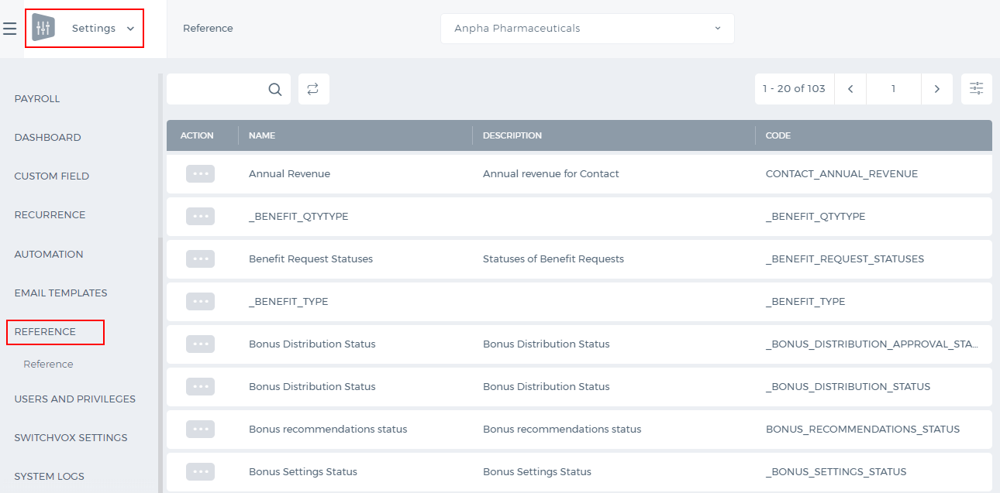 Settings
Reference
Anpha Pharmaceuticals
PAYROLL
DASHBOARD
CUSTOM FIELD
RECURRENCE
AUTOMATION
EMAIL TEMPLATES
REFERENCE
Reference
USERS AND PRIVILEGES
SWITCHVOX SETTINGS
SYSTEM LOGS
1 - 20 of 103
1
ACTION NAME DESCRIPTION CODE
Annual Revenue Annual revenue for Contact CONTACT_ANNUAL_REVENUE
_BENEFIT_QTYTYPE _BENEFIT_QTYTYPE
Benefit Request Statuses Statuses of Benefit Requests _BENEFIT_REQUEST_STATUSES
_BENEFIT_TYPE _BENEFIT_TYPE
Bonus Distribution Status Bonus Distribution Status _BONUS_DISTRIBUTION_APPROVAL_STA...
Bonus Distribution Status Bonus Distribution Status _BONUS_DISTRIBUTION_STATUS
Bonus recommendations status Bonus recommendations status BONUS_RECOMMENDATIONS_STATUS
Bonus Settings Status Bonus Settings Status _BONUS_SETTINGS_STATUS